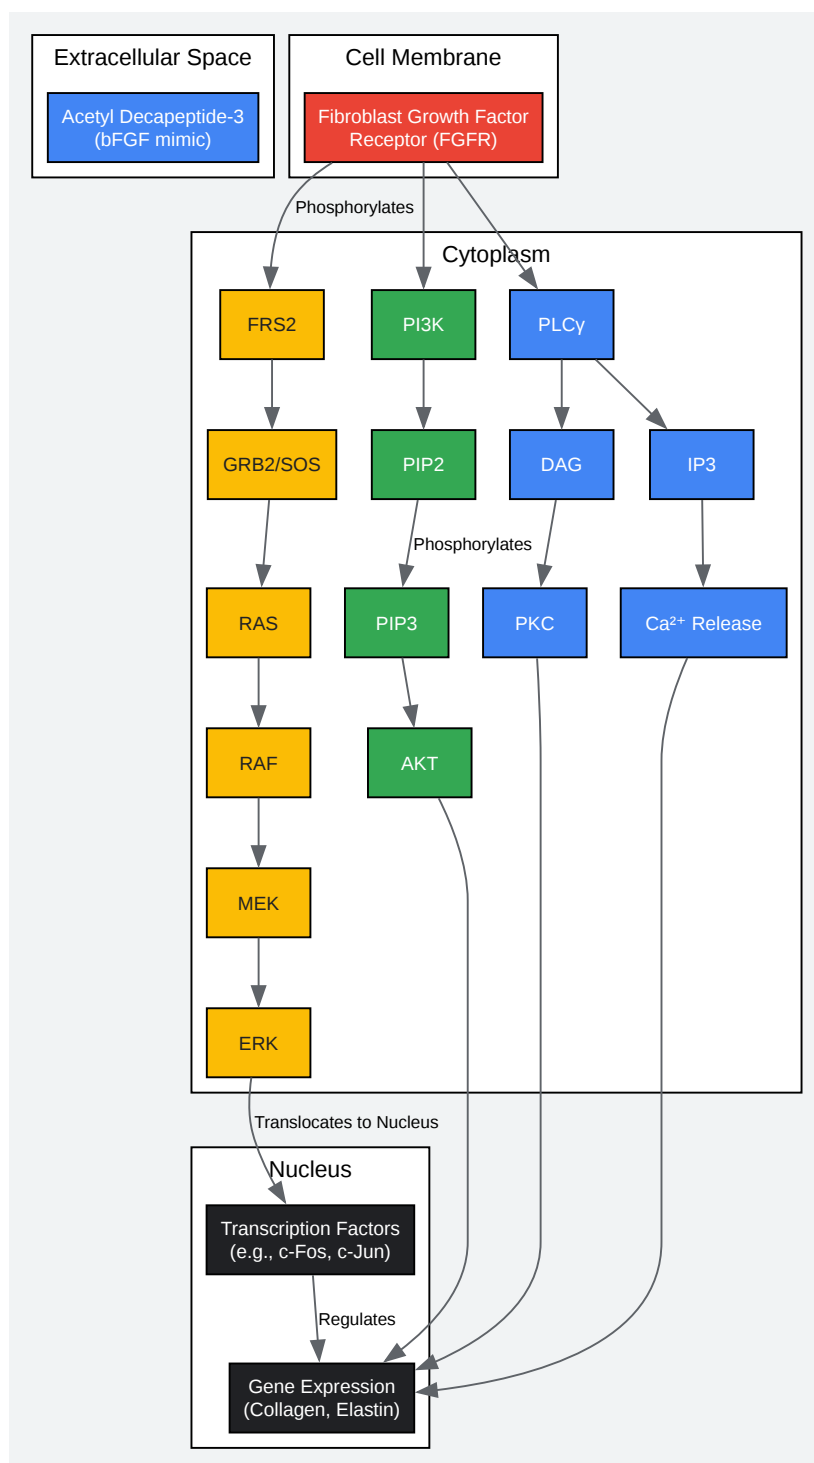 Extracellular Space
Cell Membrane
Acetyl Decapeptide-3
(bFGF mimic)
Fibroblast Growth Factor
Receptor (FGFR)
Phosphorylates
Cytoplasm
FRS2
PI3K
PLCγ
GRB2/SOS
PIP2
DAG
IP3
Phosphorylates
RAS
PIP3
PKC
Ca²⁺ Release
RAF
AKT
MEK
ERK
Translocates to Nucleus
Nucleus
Transcription Factors
(e.g., c-Fos, c-Jun)
Regulates
Gene Expression
(Collagen, Elastin)